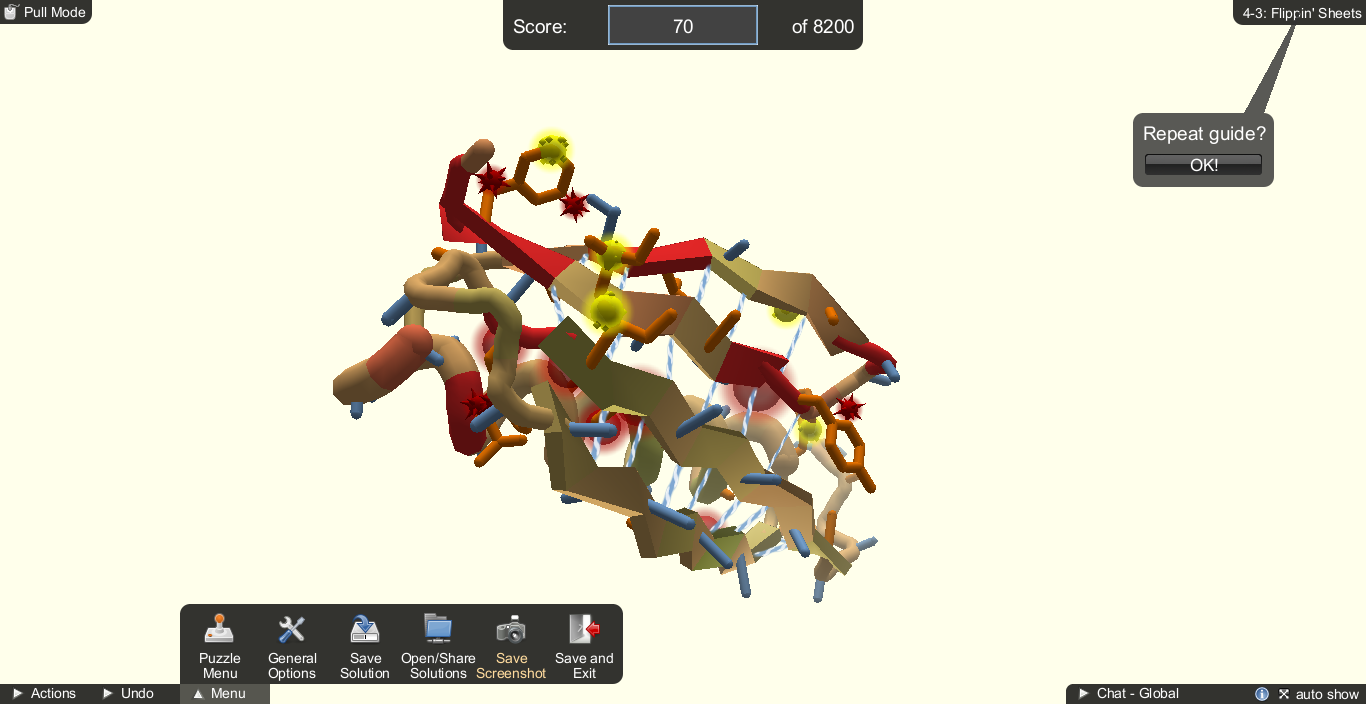 Pull Mode
Score: 70 of 8200
4-3: Flippin' Sheets
Repeat guide?
OK!
Puzzle Menu
General Options
Save Solution
Open/Share Solutions
Save Screenshot
Save and Exit
Actions
Undo
Menu
Chat - Global
auto show